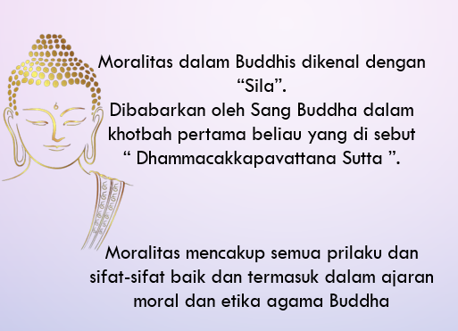 Moralitas dalam Buddhis dikenal dengan
“Sila”.
Dibabarkan oleh Sang Buddha dalam
khotbah pertama beliau yang di sebut
“ Dhammacakkapavattana Sutta ”.
Moralitas mencakup semua prilaku dan
sifat-sifat baik dan termasuk dalam ajaran
moral dan etika agama Buddha